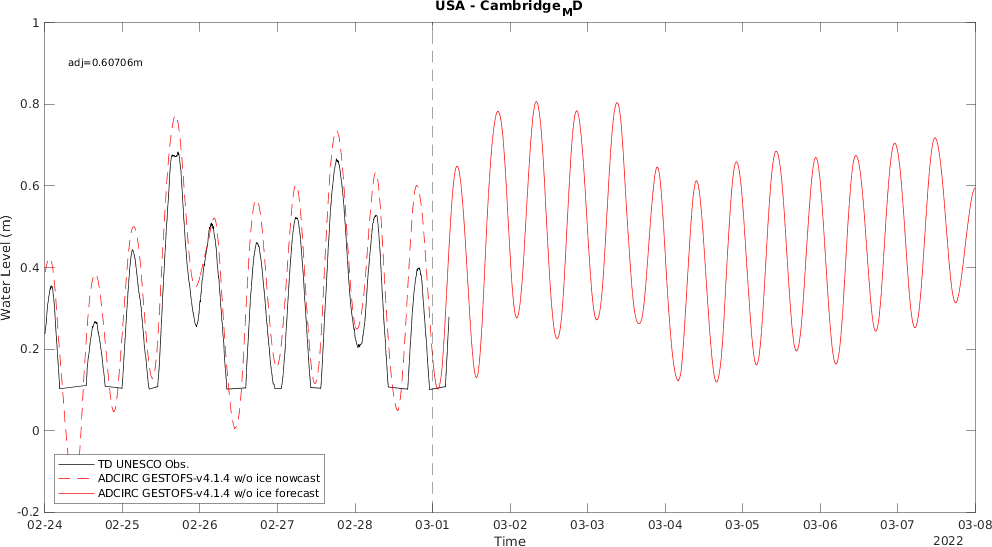 USA - Cambridge_MD
adj=0.60706m
1
0.8
0.6
0.4
0.2
0
-0.2
Water Level (m)
TD UNESCO Obs.
ADCIRC GESTOFS-v4.1.4 w/o ice nowcast
ADCIRC GESTOFS-v4.1.4 w/o ice forecast
02-24 02-25 02-26 02-27 02-28 03-01 03-02 03-03 03-04 03-05 03-06 03-07 03-08
Time
2022